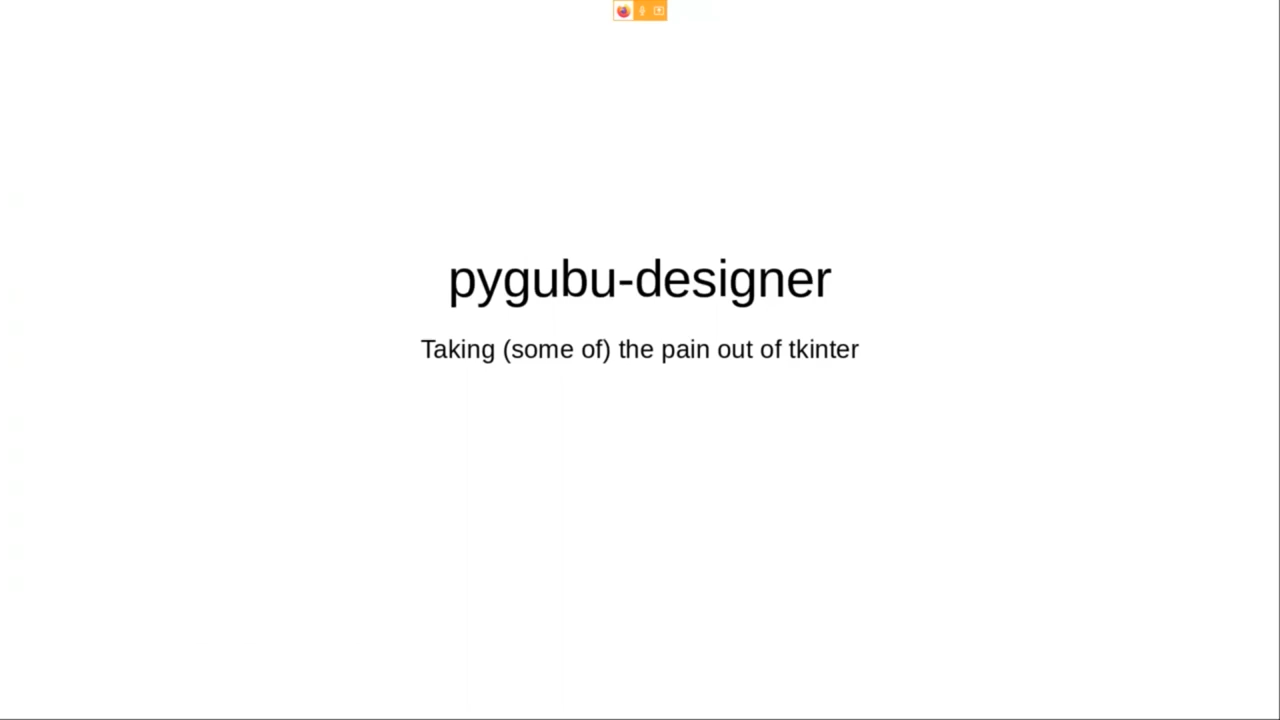 pygubu-designer
Taking (some of) the pain out of tkinter